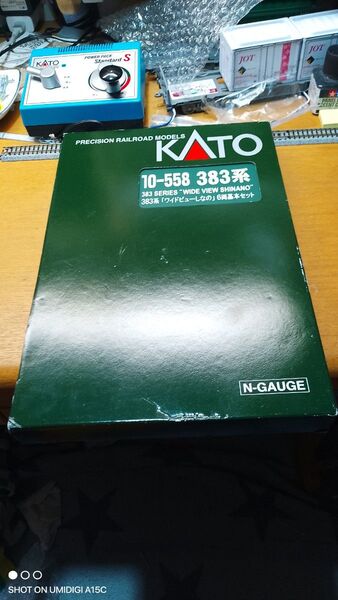 KATO
POWER PACK
Standard S
JOT
JOT
PRECISION RAILROAD MODELS
KATO
10-558 383系
383 SERIES "WIDE VIEW SHINANO"
383系「ワイドビューしなの」6両基本セット
N-GAUGE
SHOT ON UMIDIGI A15C